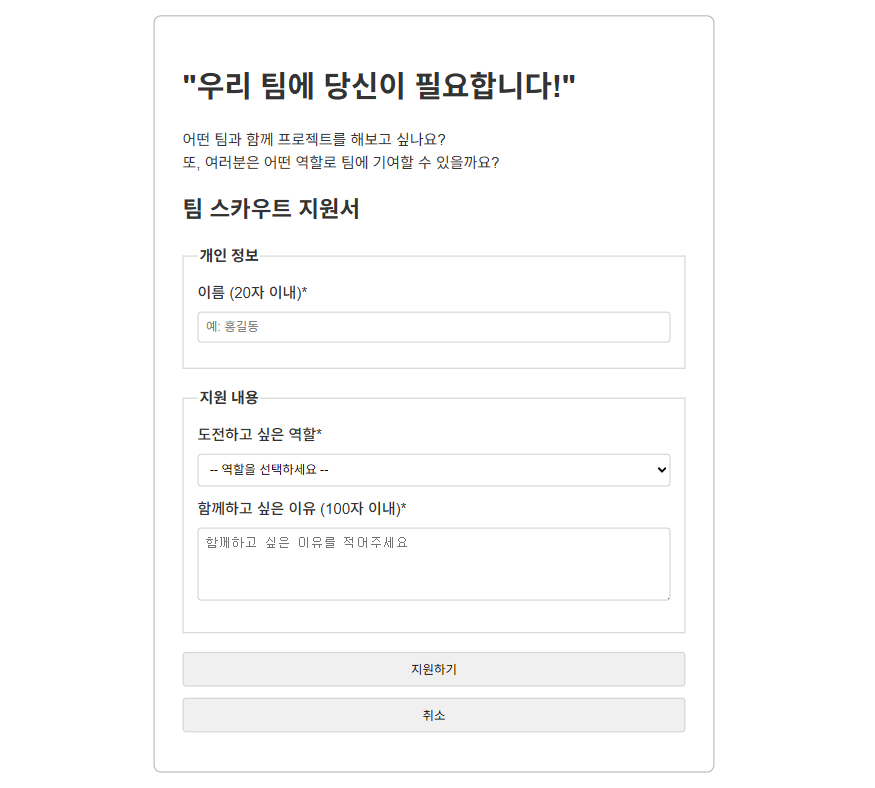 "우리 팀에 당신이 필요합니다!"
어떤 팀과 함께 프로젝트를 해보고 싶나요?
또, 여러분은 어떤 역할로 팀에 기여할 수 있을까요?
팀 스카우트 지원서
개인 정보
이름 (20자 이내)*
예: 홍길동
지원 내용
도전하고 싶은 역할*
-- 역할을 선택하세요 --
함께하고 싶은 이유 (100자 이내)*
함께하고 싶은 이유를 적어주세요
지원하기
취소